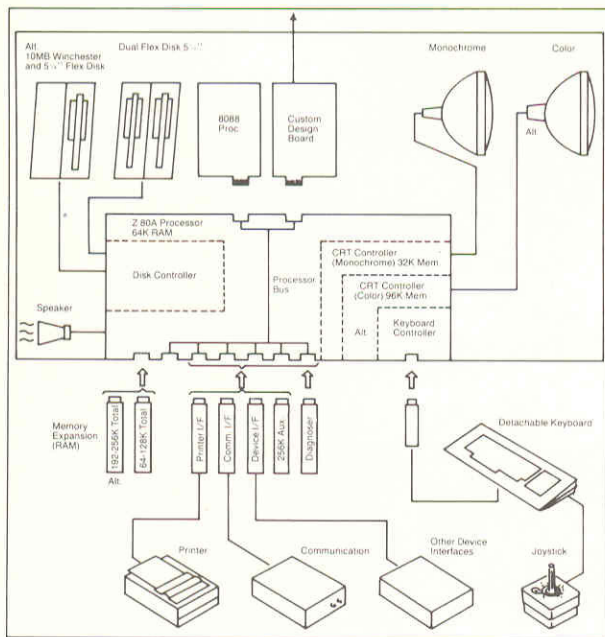 Alt.
10MB Winchester
and 5¼" Flex Disk
Dual Flex Disk 5¼"
Monochrome
Color
8088
Proc.
Custom
Design
Board
Alt.
Z 80A Processor
64K RAM
Disk Controller
Processor
Bus
CRT Controller
(Monochrome) 32K Mem
CRT Controller
(Color) 96K Mem
Alt.
Keyboard
Controller
Speaker
Memory
Expansion
(RAM)
192-256K Total
64-128K Total
Alt.
Printer I/F
Comm. I/F
Device I/F
256K Aux.
Diagnoser
Detachable Keyboard
Printer
Communication
Other Device
Interfaces
Joystick